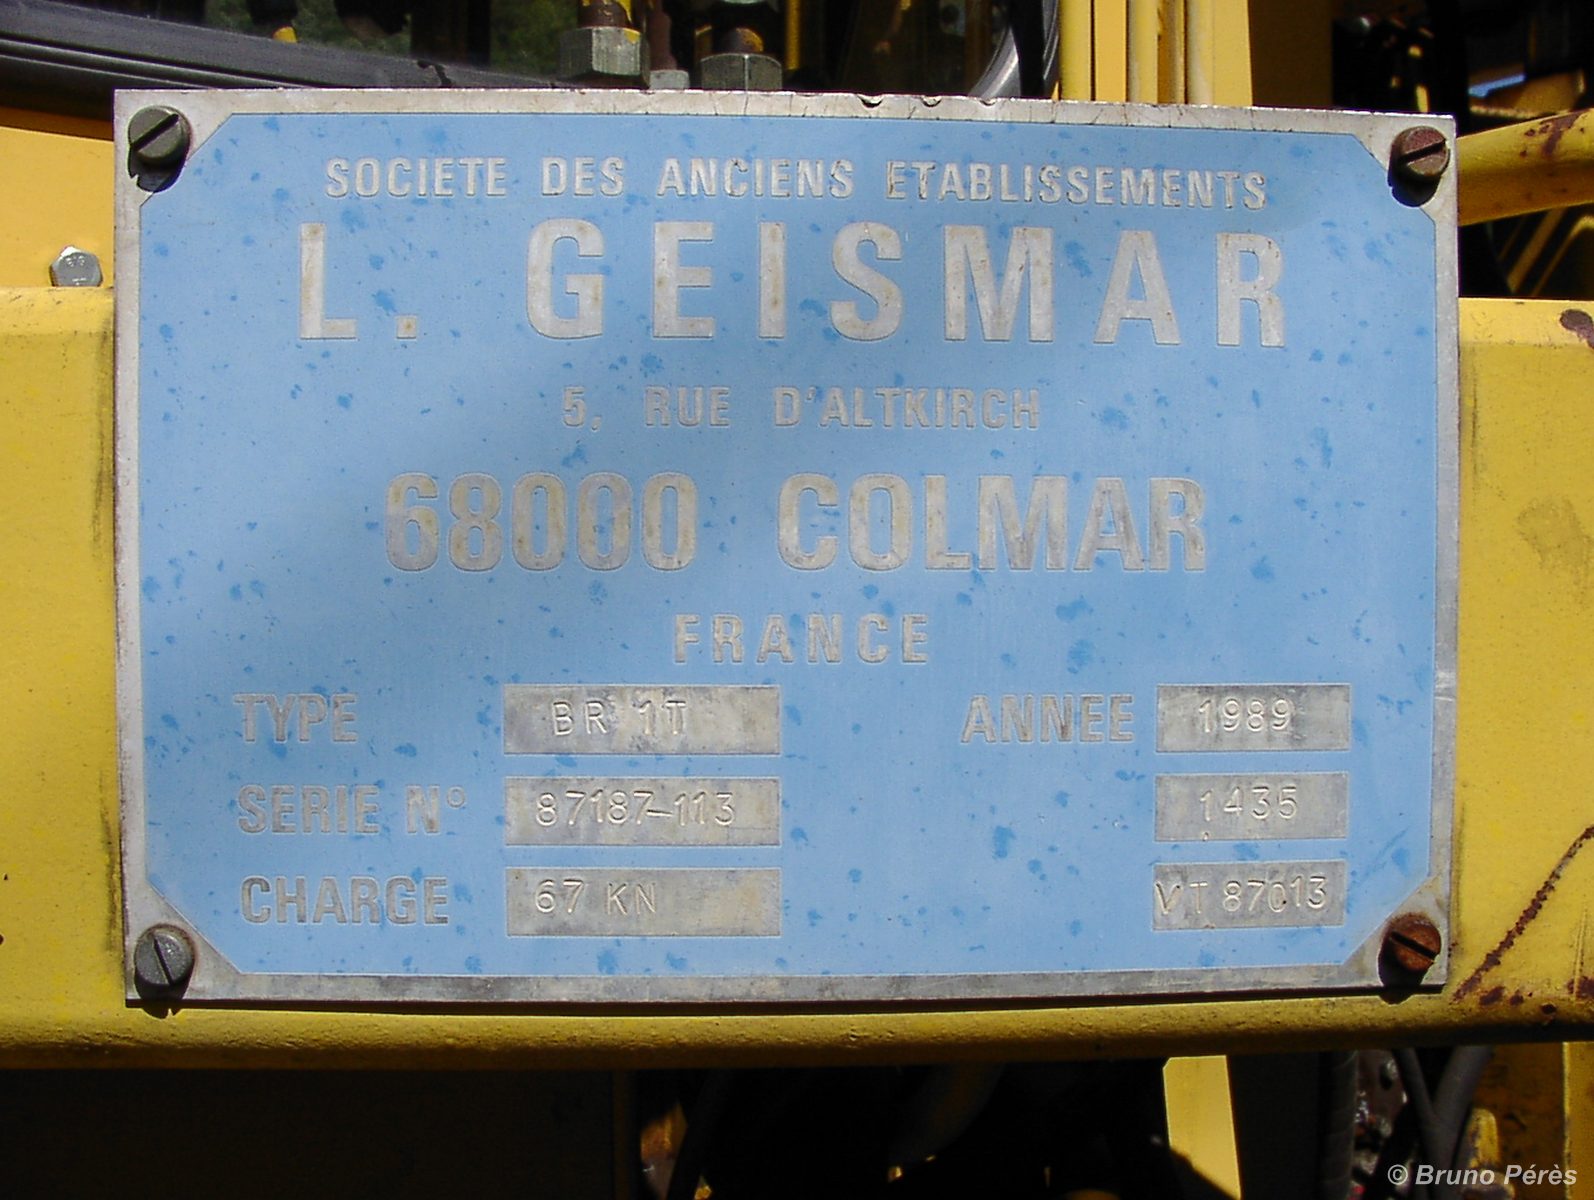 SOCIETE DES ANCIENS ETABLISSEMENTS
L. GEISMAR
5, RUE D'ALTKIRCH
68000 COLMAR
FRANCE
TYPE BR 1T ANNEE 1989
SERIE N° 87187-113 1435
CHARGE 67 KN VT 87013
© Bruno Pérès